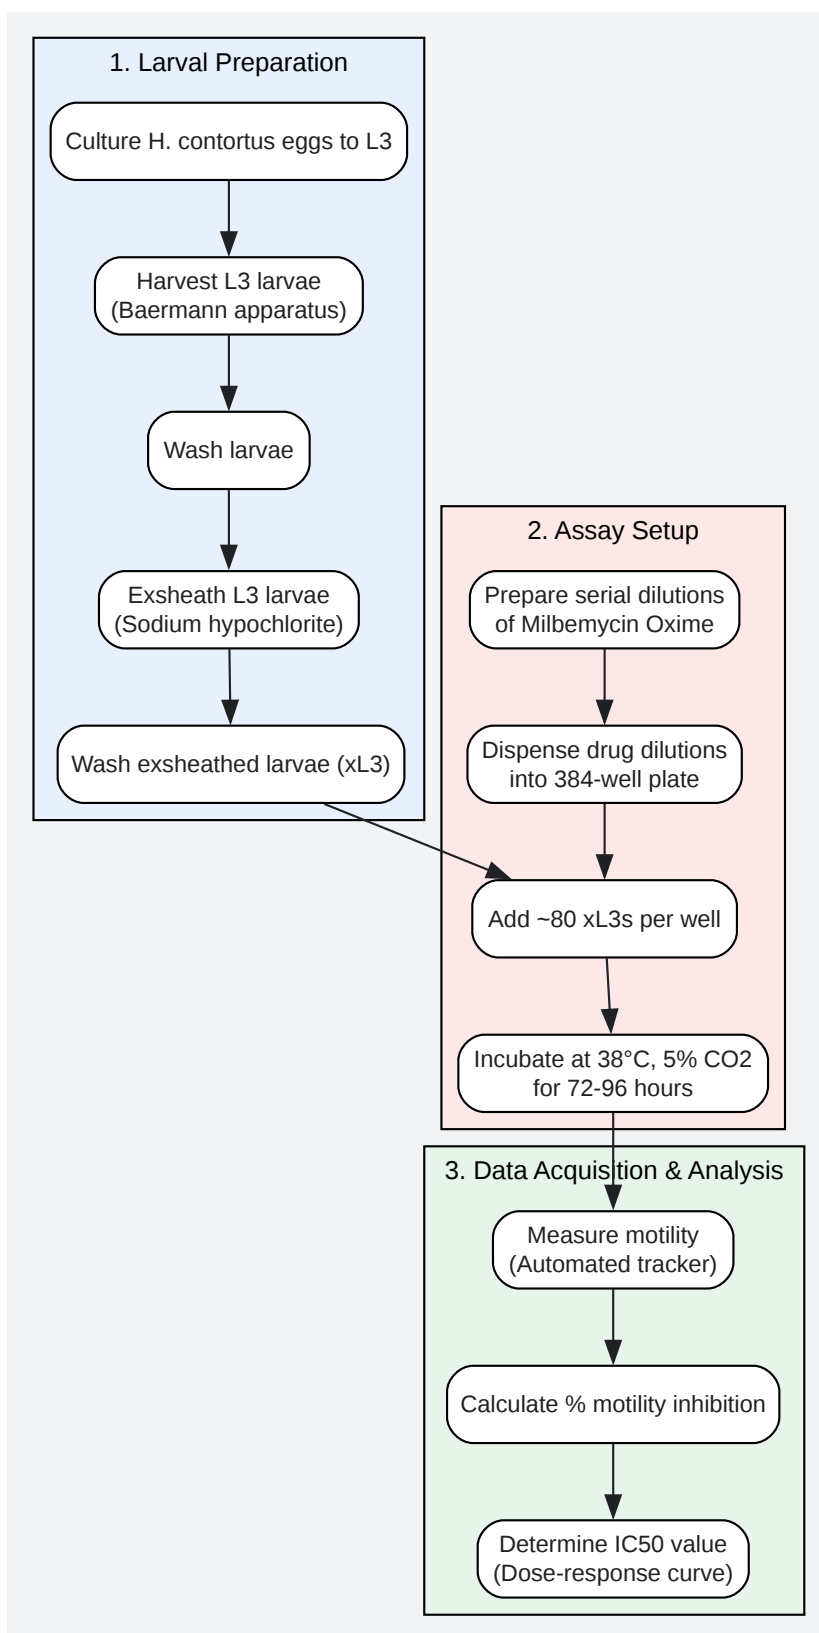 1. Larval Preparation
Culture H. contortus eggs to L3
Harvest L3 larvae
(Baermann apparatus)
Wash larvae
Exsheath L3 larvae
(Sodium hypochlorite)
Wash exsheathed larvae (xL3)
2. Assay Setup
Prepare serial dilutions
of Milbemycin Oxime
Dispense drug dilutions
into 384-well plate
Add ~80 xL3s per well
Incubate at 38°C, 5% CO2
for 72-96 hours
3. Data Acquisition & Analysis
Measure motility
(Automated tracker)
Calculate % motility inhibition
Determine IC50 value
(Dose-response curve)